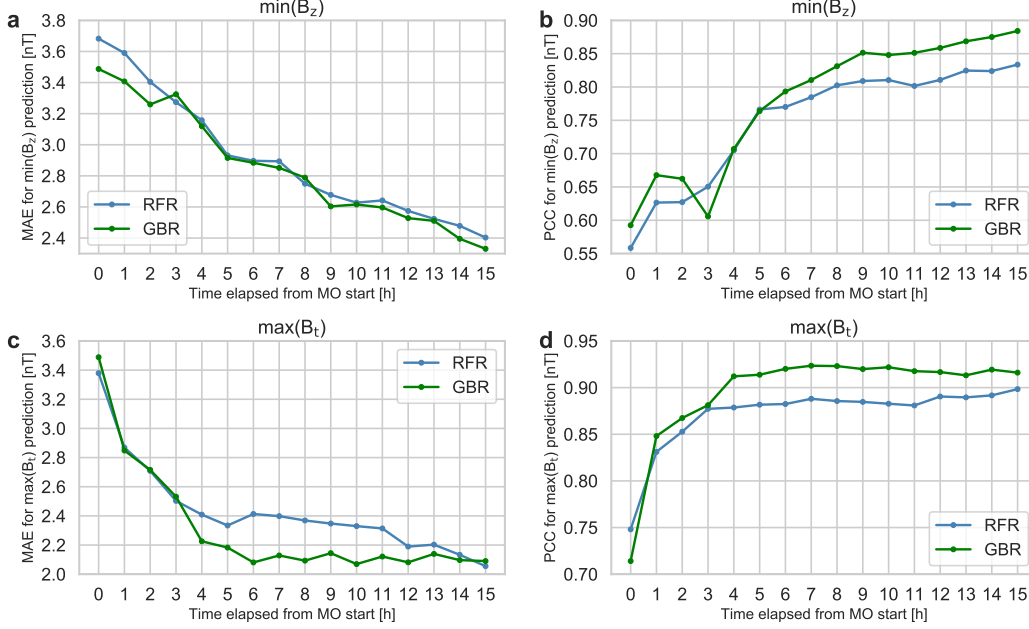 a
min(B_z)
MAE for min(B_z) prediction [nT]
3.8
3.6
3.4
3.2
3.0
2.8
2.6
2.4
RFR
GBR
0 1 2 3 4 5 6 7 8 9 10 11 12 13 14 15
Time elapsed from MO start [h]
b
min(B_z)
PCC for min(B_z) prediction [nT]
0.90
0.85
0.80
0.75
0.70
0.65
0.60
0.55
RFR
GBR
0 1 2 3 4 5 6 7 8 9 10 11 12 13 14 15
Time elapsed from MO start [h]
c
max(B_t)
MAE for max(B_t) prediction [nT]
3.6
3.4
3.2
3.0
2.8
2.6
2.4
2.2
2.0
RFR
GBR
0 1 2 3 4 5 6 7 8 9 10 11 12 13 14 15
Time elapsed from MO start [h]
d
max(B_t)
PCC for max(B_t) prediction [nT]
0.95
0.90
0.85
0.80
0.75
0.70
RFR
GBR
0 1 2 3 4 5 6 7 8 9 10 11 12 13 14 15
Time elapsed from MO start [h]